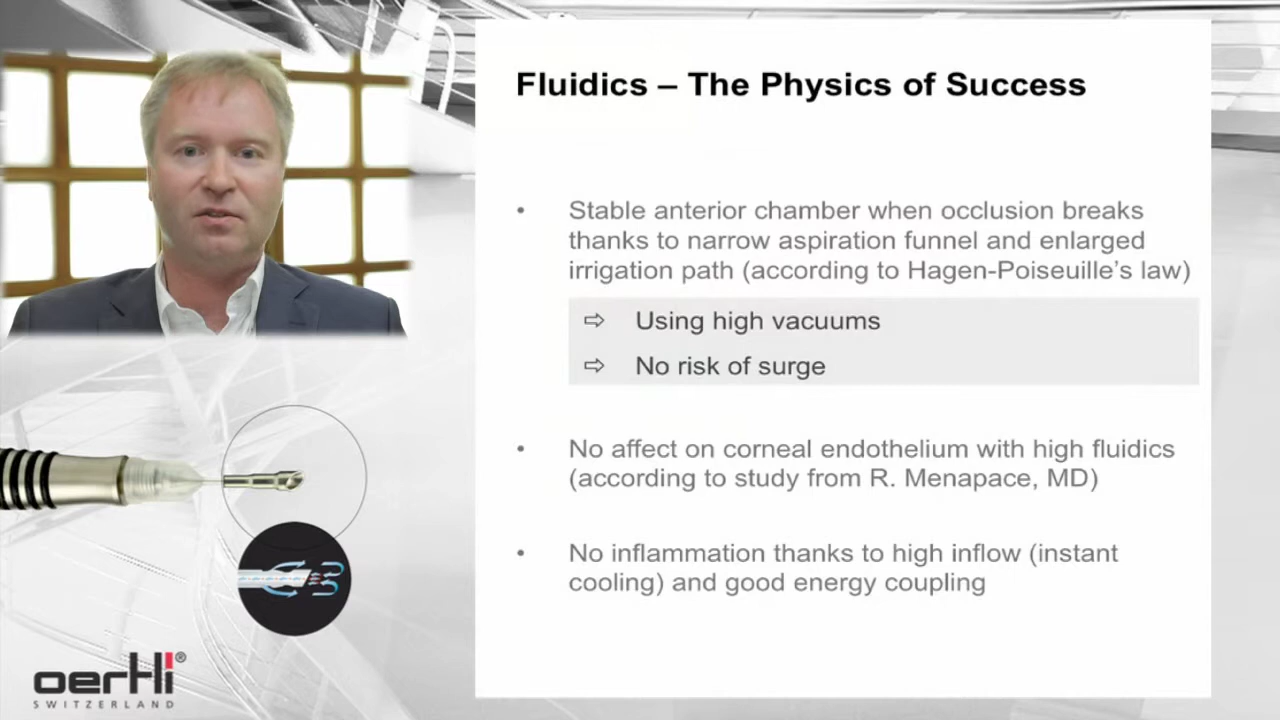 Fluidics – The Physics of Success
• Stable anterior chamber when occlusion breaks
thanks to narrow aspiration funnel and enlarged
irrigation path (according to Hagen-Poiseuille’s law)
⇨ Using high vacuums
⇨ No risk of surge
• No affect on corneal endothelium with high fluidics
(according to study from R. Menapace, MD)
• No inflammation thanks to high inflow (instant
cooling) and good energy coupling
oertli®
SWITZERLAND